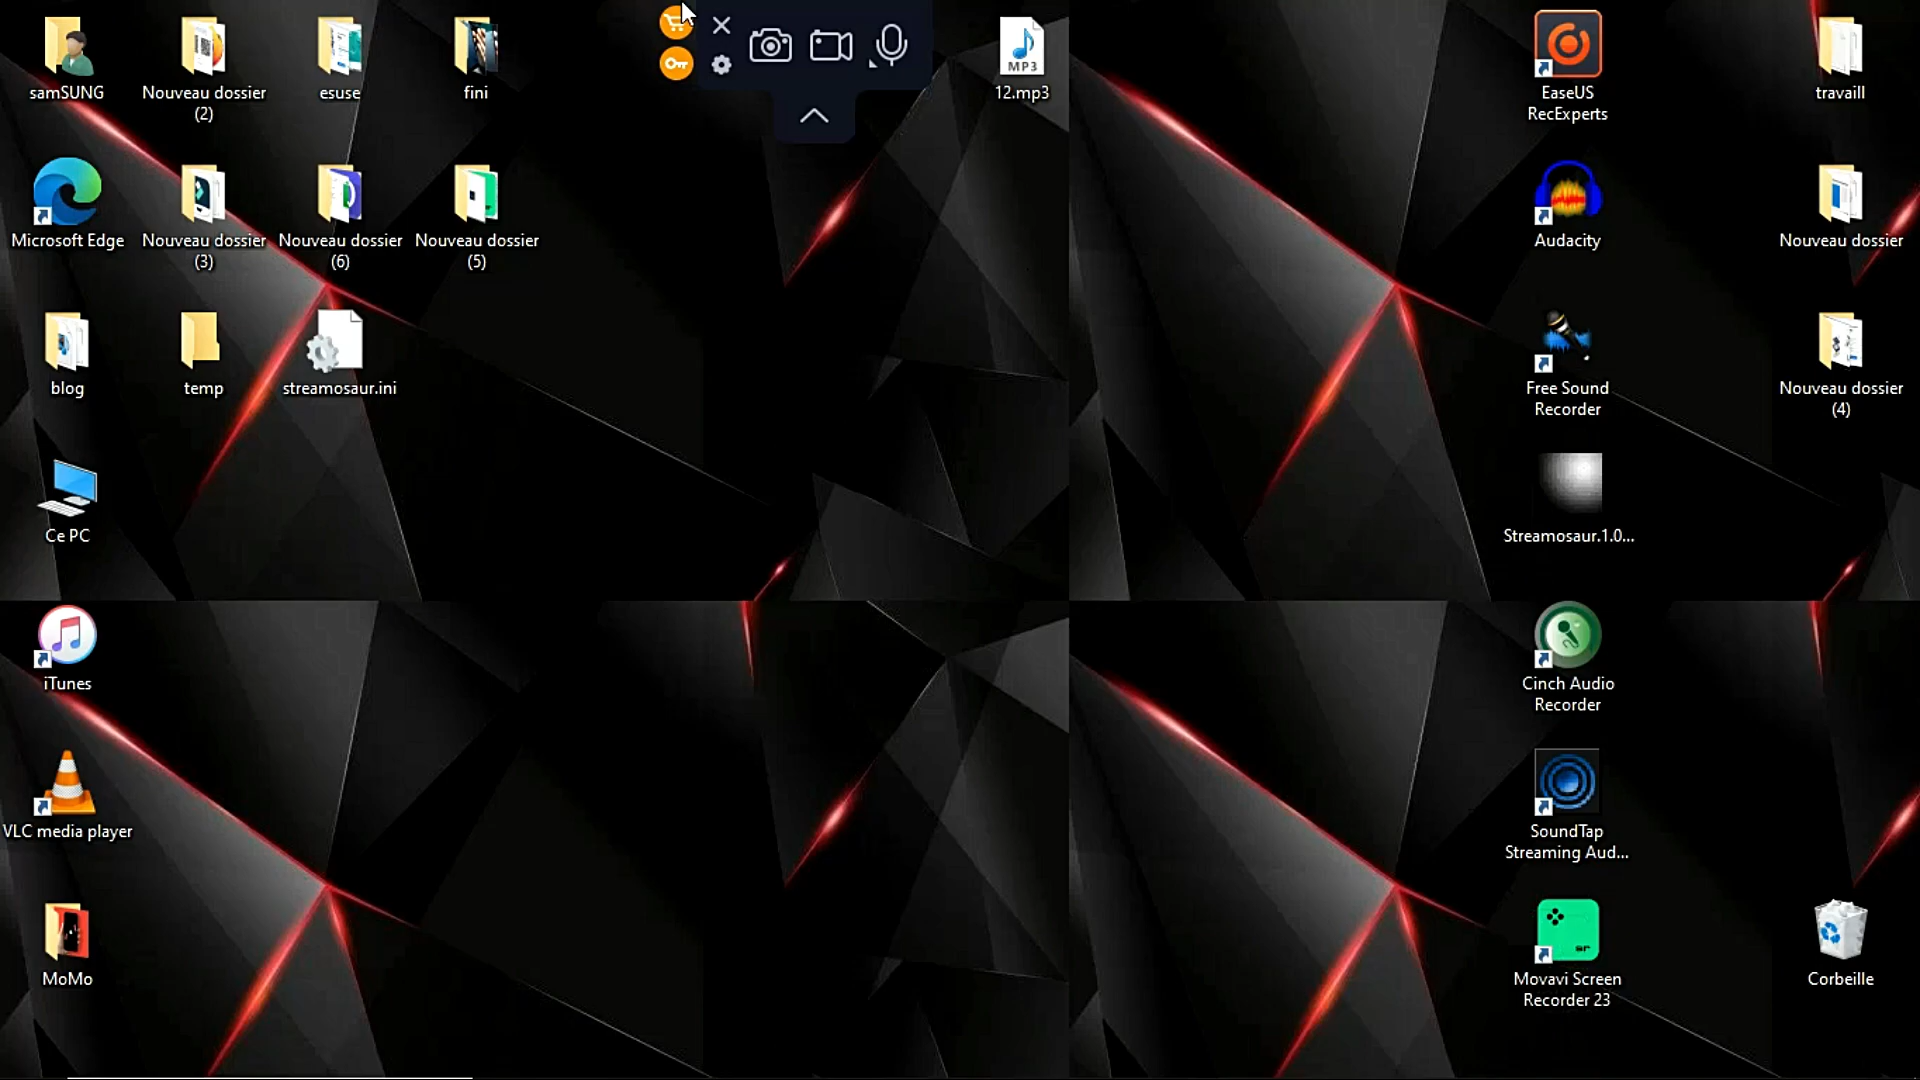 samSUNG
Nouveau dossier
(2)
esuse
fini
MP3
12.mp3
EaseUS
RecExperts
travaill
Microsoft Edge
Nouveau dossier
(3)
Nouveau dossier
(6)
Nouveau dossier
(5)
Audacity
Nouveau dossier
blog
temp
streamosaur.ini
Free Sound
Recorder
Nouveau dossier
(4)
Ce PC
Streamosaur.1.0...
iTunes
Cinch Audio
Recorder
VLC media player
SoundTap
Streaming Aud...
MoMo
sr
Movavi Screen
Recorder 23
Corbeille